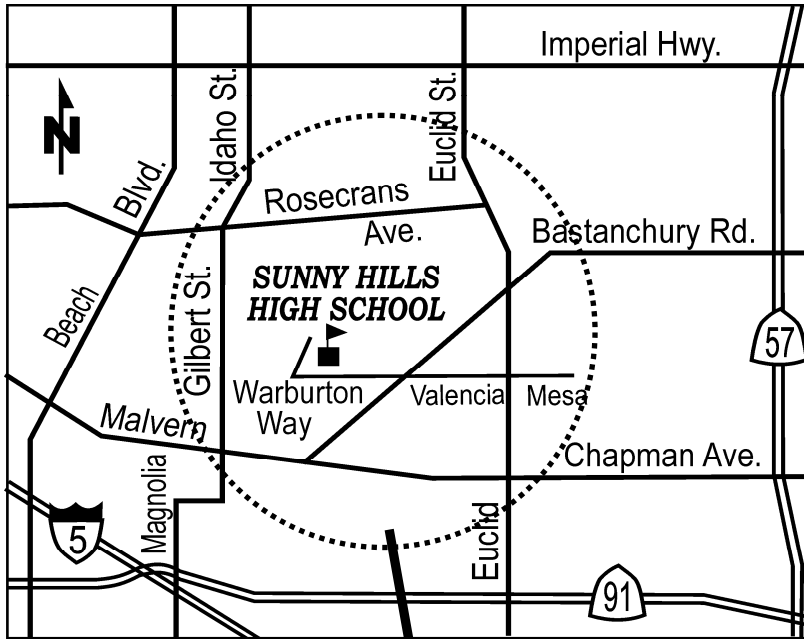 Imperial Hwy.
Idaho St.
Euclid St.
N
Blvd.
Rosecrans
Ave.
Bastanchury Rd.
SUNNY HILLS
HIGH SCHOOL
Beach
Gilbert St.
57
Warburton
Way
Valencia Mesa
Malvern
Chapman Ave.
Magnolia
Euclid
5
91